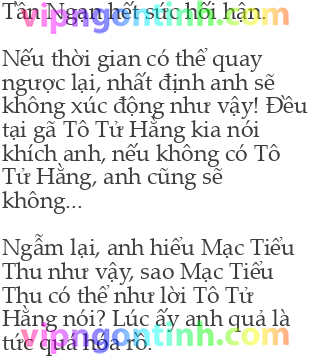 Tần Ngạn hết sức hối hận.
vipngontinh.com
Nếu thời gian có thể quay
ngược lại, nhất định anh sẽ
không xúc động như vậy! Đều
tại gã Tô Tử Hằng kia nói
khích anh, nếu không có Tô
Tử Hằng, anh cũng sẽ
không...
Ngẫm lại, anh hiểu Mạc Tiểu
Thu như vậy, sao Mạc Tiểu
Thu có thể như lời Tô Tử
Hằng nói? Lúc ấy anh quả là
tức quá hóa rồ.
vipngontinh.com